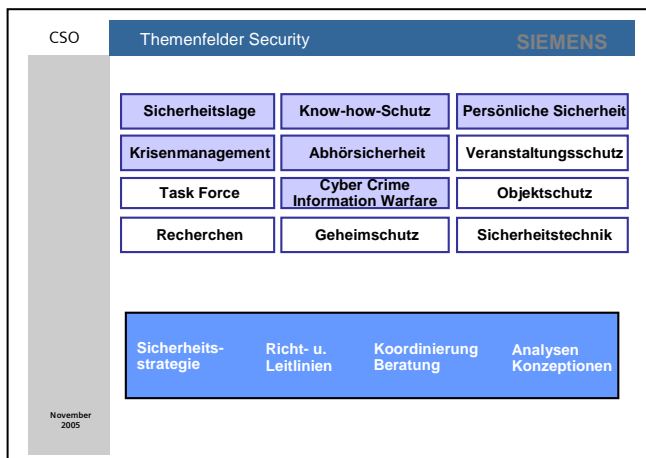 CSO
Themenfelder Security
SIEMENS
Sicherheitslage
Know-how-Schutz
Persönliche Sicherheit
Krisenmanagement
Abhörsicherheit
Veranstaltungsschutz
Task Force
Cyber Crime
Information Warfare
Objektschutz
Recherchen
Geheimschutz
Sicherheitstechnik
Sicherheits-
strategie
Richt- u.
Leitlinien
Koordinierung
Beratung
Analysen
Konzeptionen
November
2005